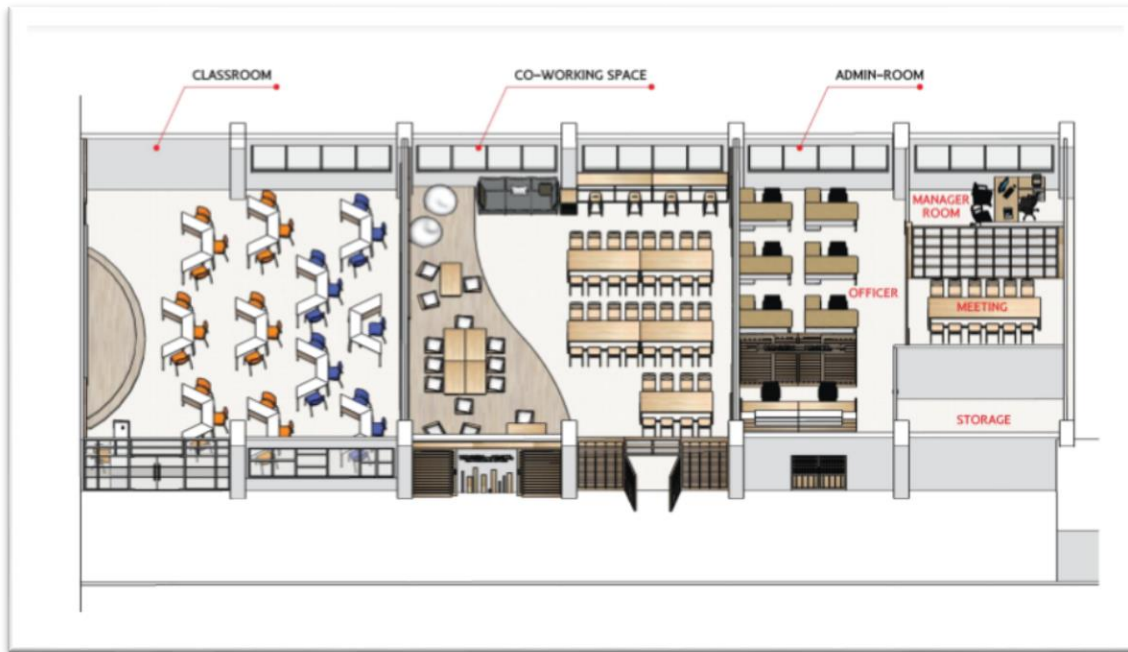 CLASSROOM
CO-WORKING SPACE
ADMIN-ROOM
MANAGER
ROOM
OFFICER
MEETING
STORAGE